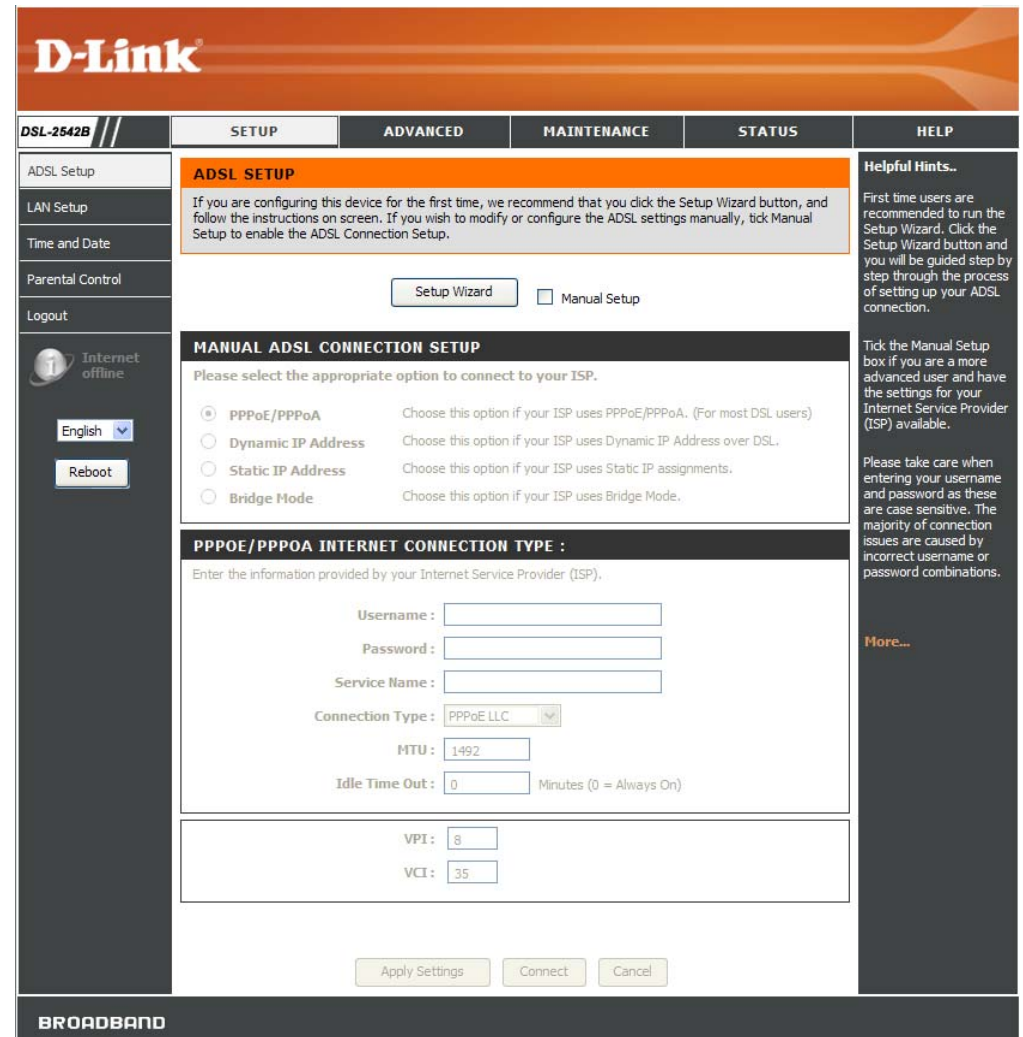 D-Link
DSL-2542B
SETUP
ADVANCED
MAINTENANCE
STATUS
HELP
ADSL Setup
LAN Setup
Time and Date
Parental Control
Logout
Internet
offline
English
Reboot
ADSL SETUP
If you are configuring this device for the first time, we recommend that you click the Setup Wizard button, and
follow the instructions on screen. If you wish to modify or configure the ADSL settings manually, tick Manual
Setup to enable the ADSL Connection Setup.
Setup Wizard
Manual Setup
MANUAL ADSL CONNECTION SETUP
Please select the appropriate option to connect to your ISP.
PPPoE/PPPoA Choose this option if your ISP uses PPPoE/PPPoA. (For most DSL users)
Dynamic IP Address Choose this option if your ISP uses Dynamic IP Address over DSL.
Static IP Address Choose this option if your ISP uses Static IP assignments.
Bridge Mode Choose this option if your ISP uses Bridge Mode.
PPPOE/PPPOA INTERNET CONNECTION TYPE :
Enter the information provided by your Internet Service Provider (ISP).
Username :
Password :
Service Name :
Connection Type : PPPoE LLC
MTU : 1492
Idle Time Out : 0 Minutes (0 = Always On)
VPI : 8
VCI : 35
Apply Settings
Connect
Cancel
Helpful Hints..
First time users are
recommended to run the
Setup Wizard. Click the
Setup Wizard button and
you will be guided step by
step through the process
of setting up your ADSL
connection.
Tick the Manual Setup
box if you are a more
advanced user and have
the settings for your
Internet Service Provider
(ISP) available.
Please take care when
entering your username
and password as these
are case sensitive. The
majority of connection
issues are caused by
incorrect username or
password combinations.
More...
BROADBAND